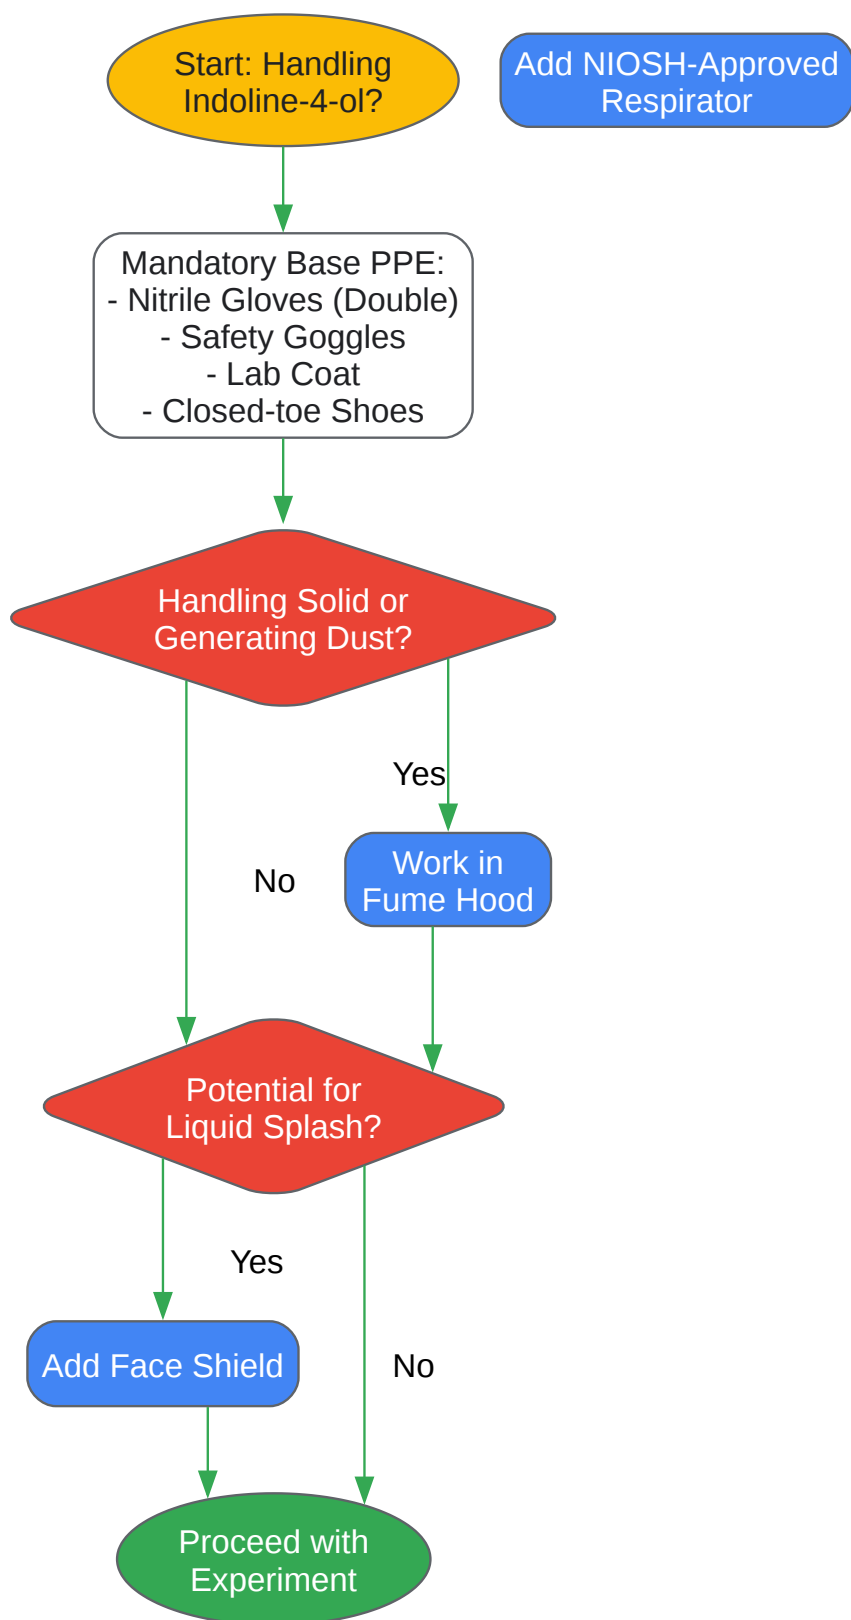 Start: Handling
Indoline-4-ol?
Add NIOSH-Approved
Respirator
Mandatory Base PPE:
- Nitrile Gloves (Double)
- Safety Goggles
- Lab Coat
- Closed-toe Shoes
Handling Solid or
Generating Dust?
Yes
No
Work in
Fume Hood
Potential for
Liquid Splash?
Yes
No
Add Face Shield
Proceed with
Experiment